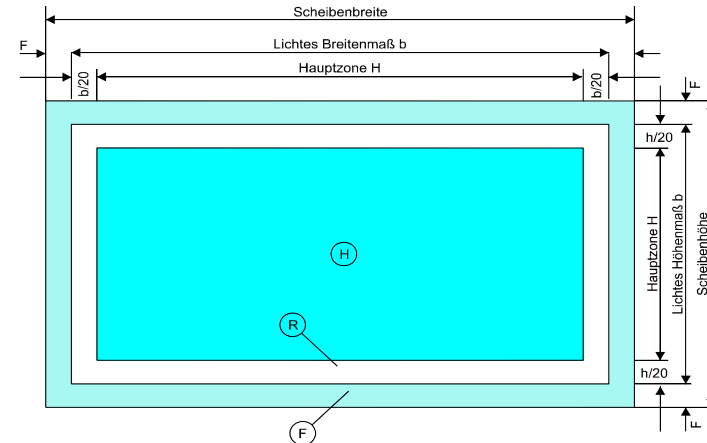 Scheibenbreite
F
Lichtes Breitenmaß b
Hauptzone H
b/20
b/20
F
h/20
H
Hauptzone H
Lichtes Höhenmaß b
Scheibenhöhe
R
h/20
F
F